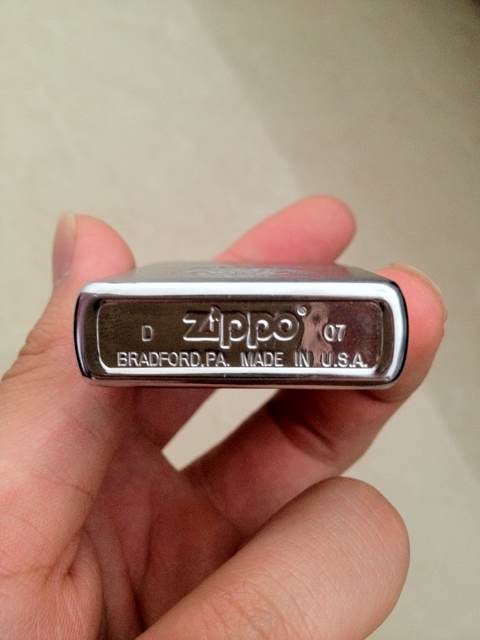 D zippo® 07
BRADFORD,PA. MADE IN U.S.A.